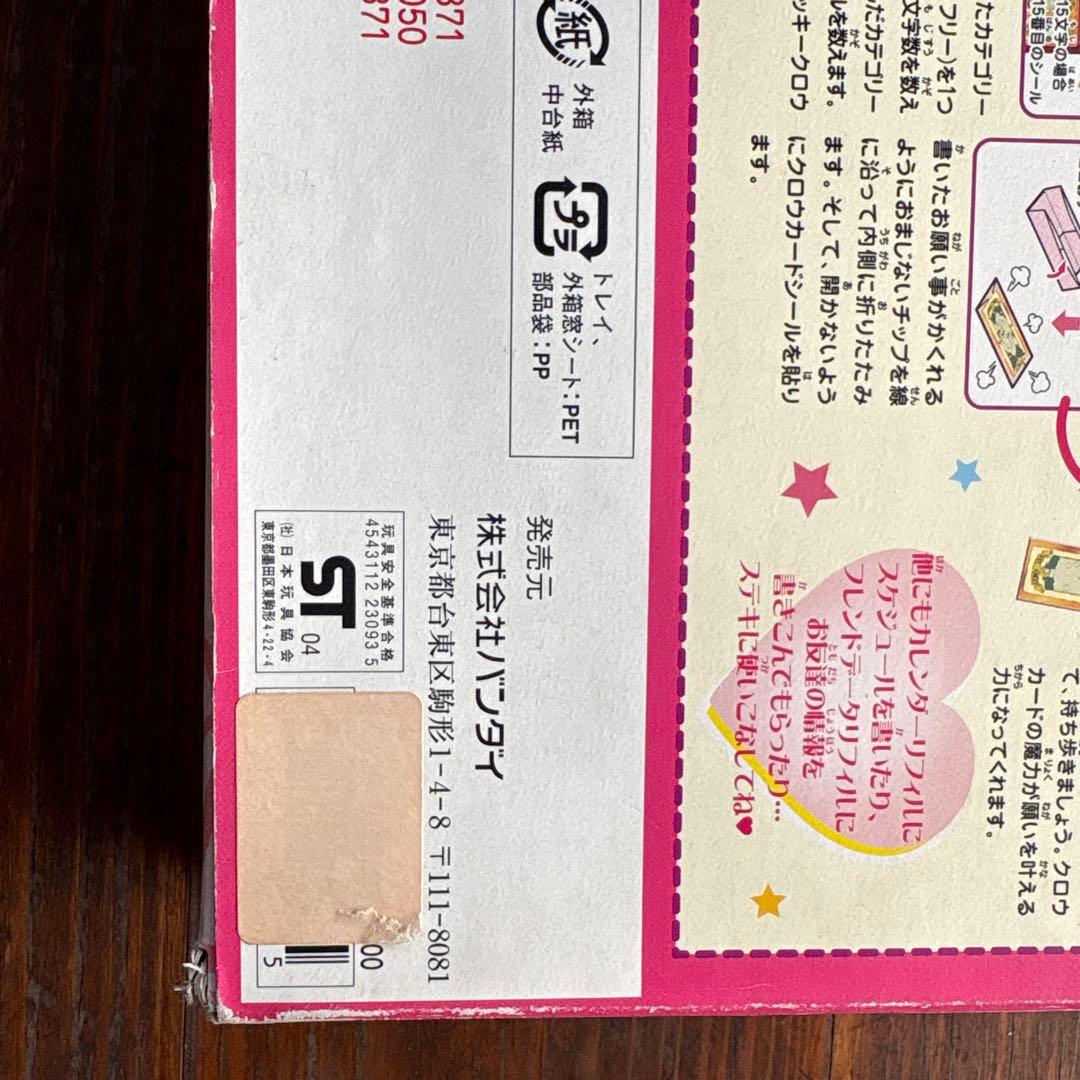 15文字の場合
15番目のシール
たカテゴリー
フリー)を1つ
文字数を数え
だカテゴリー
ルを数えます。
ッキークロウ
書いたお願い事がかくれる
ようにおまじないチップを線
に沿って内側に折りたたみ
ます。そして、開かないよう
にクロウカードシールを貼り
ます。
て、持ち歩きましょう。クロウ
カードの魔力が願いを叶える
力になってくれます。
他にもカレンダーリフィルに
スケジュールを書いたり、
フレンドデータリフィルに
お友達の情報を
書きこんでもらったり…
ステキに使いこなしてね♥
371
050
371
紙
外箱
中台紙
プラ
トレイ、
外箱窓シート:PET
部品袋:PP
発売元
株式会社バンダイ
東京都台東区駒形1-4-8 〒111-8081
玩具安全基準合格
4543112 23093 5
ST 04
(社)日本玩具協会
東京都墨田区東駒形4-22-4
00
5